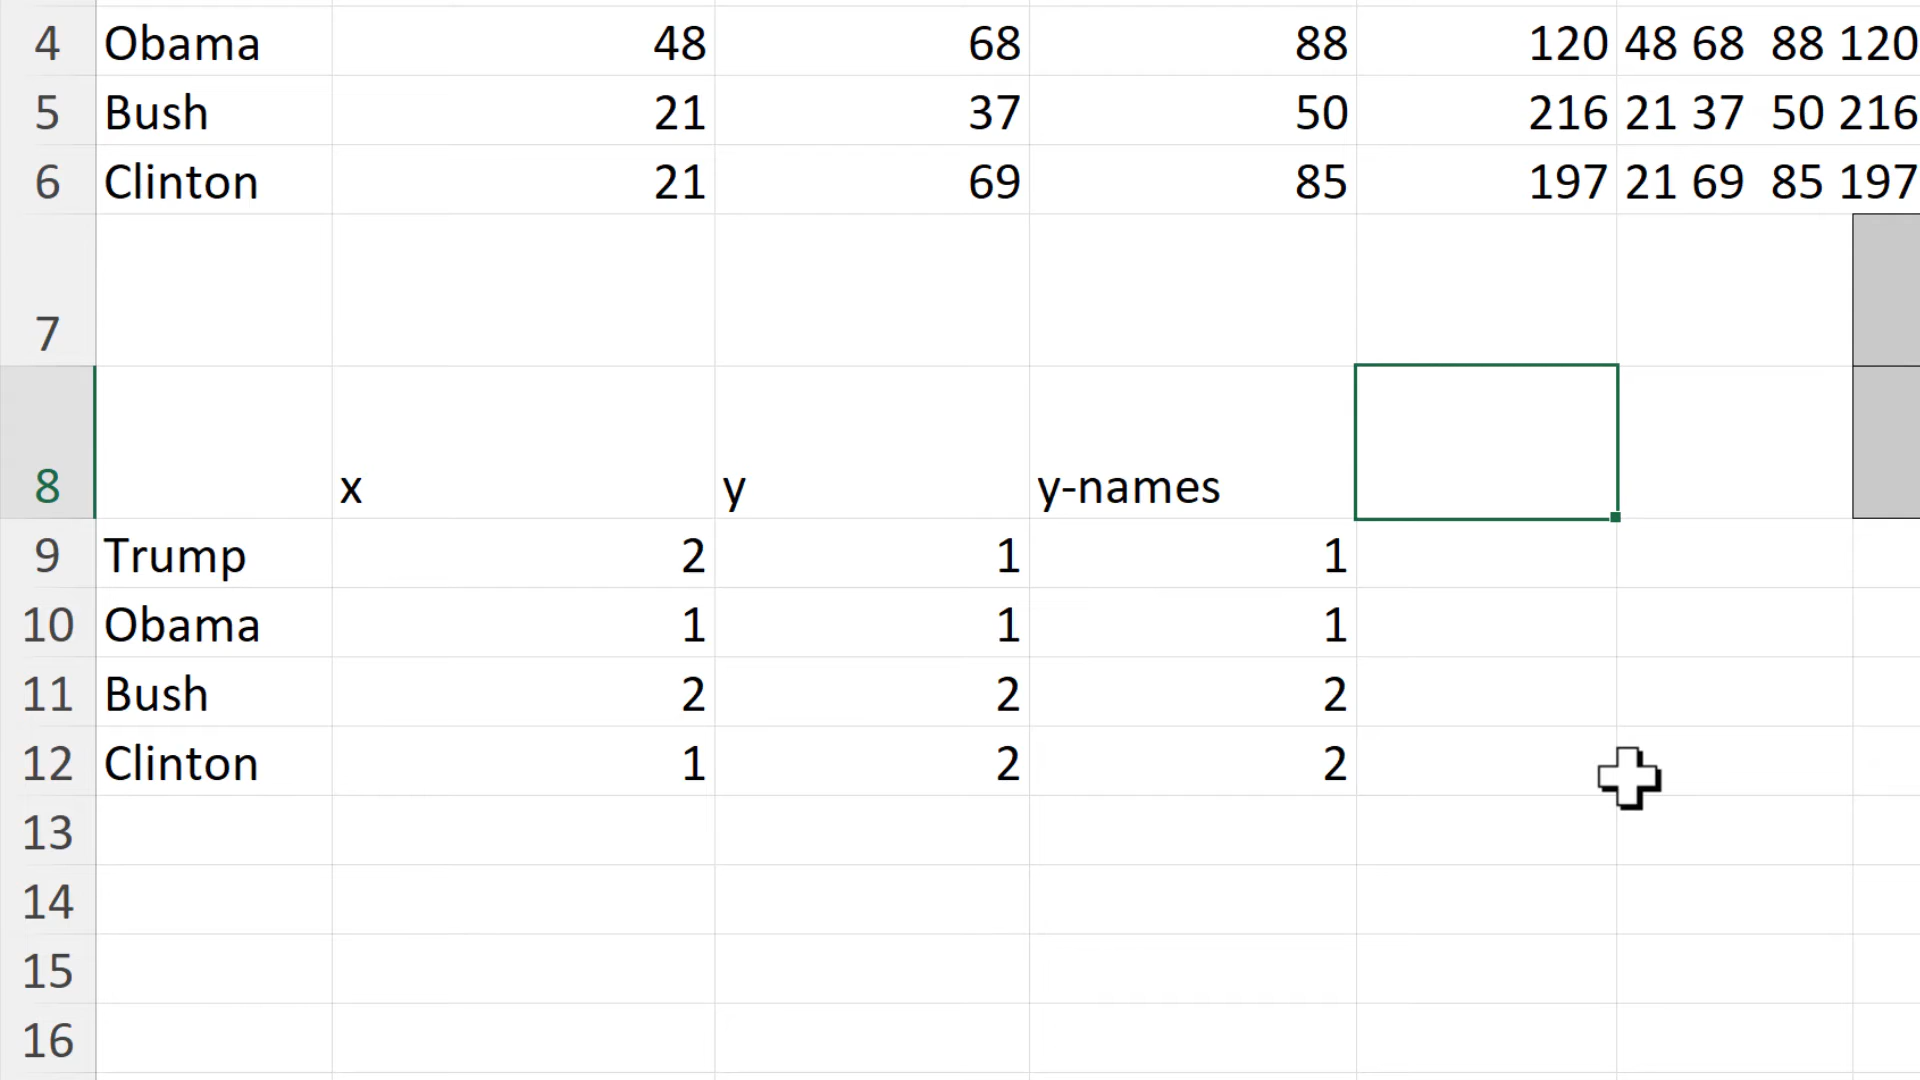 4 Obama 48 68 88 120 48 68 88 120
5 Bush 21 37 50 216 21 37 50 216
6 Clinton 21 69 85 197 21 69 85 197
7
8 x y y-names
9 Trump 2 1 1
10 Obama 1 1 1
11 Bush 2 2 2
12 Clinton 1 2 2
13
14
15
16